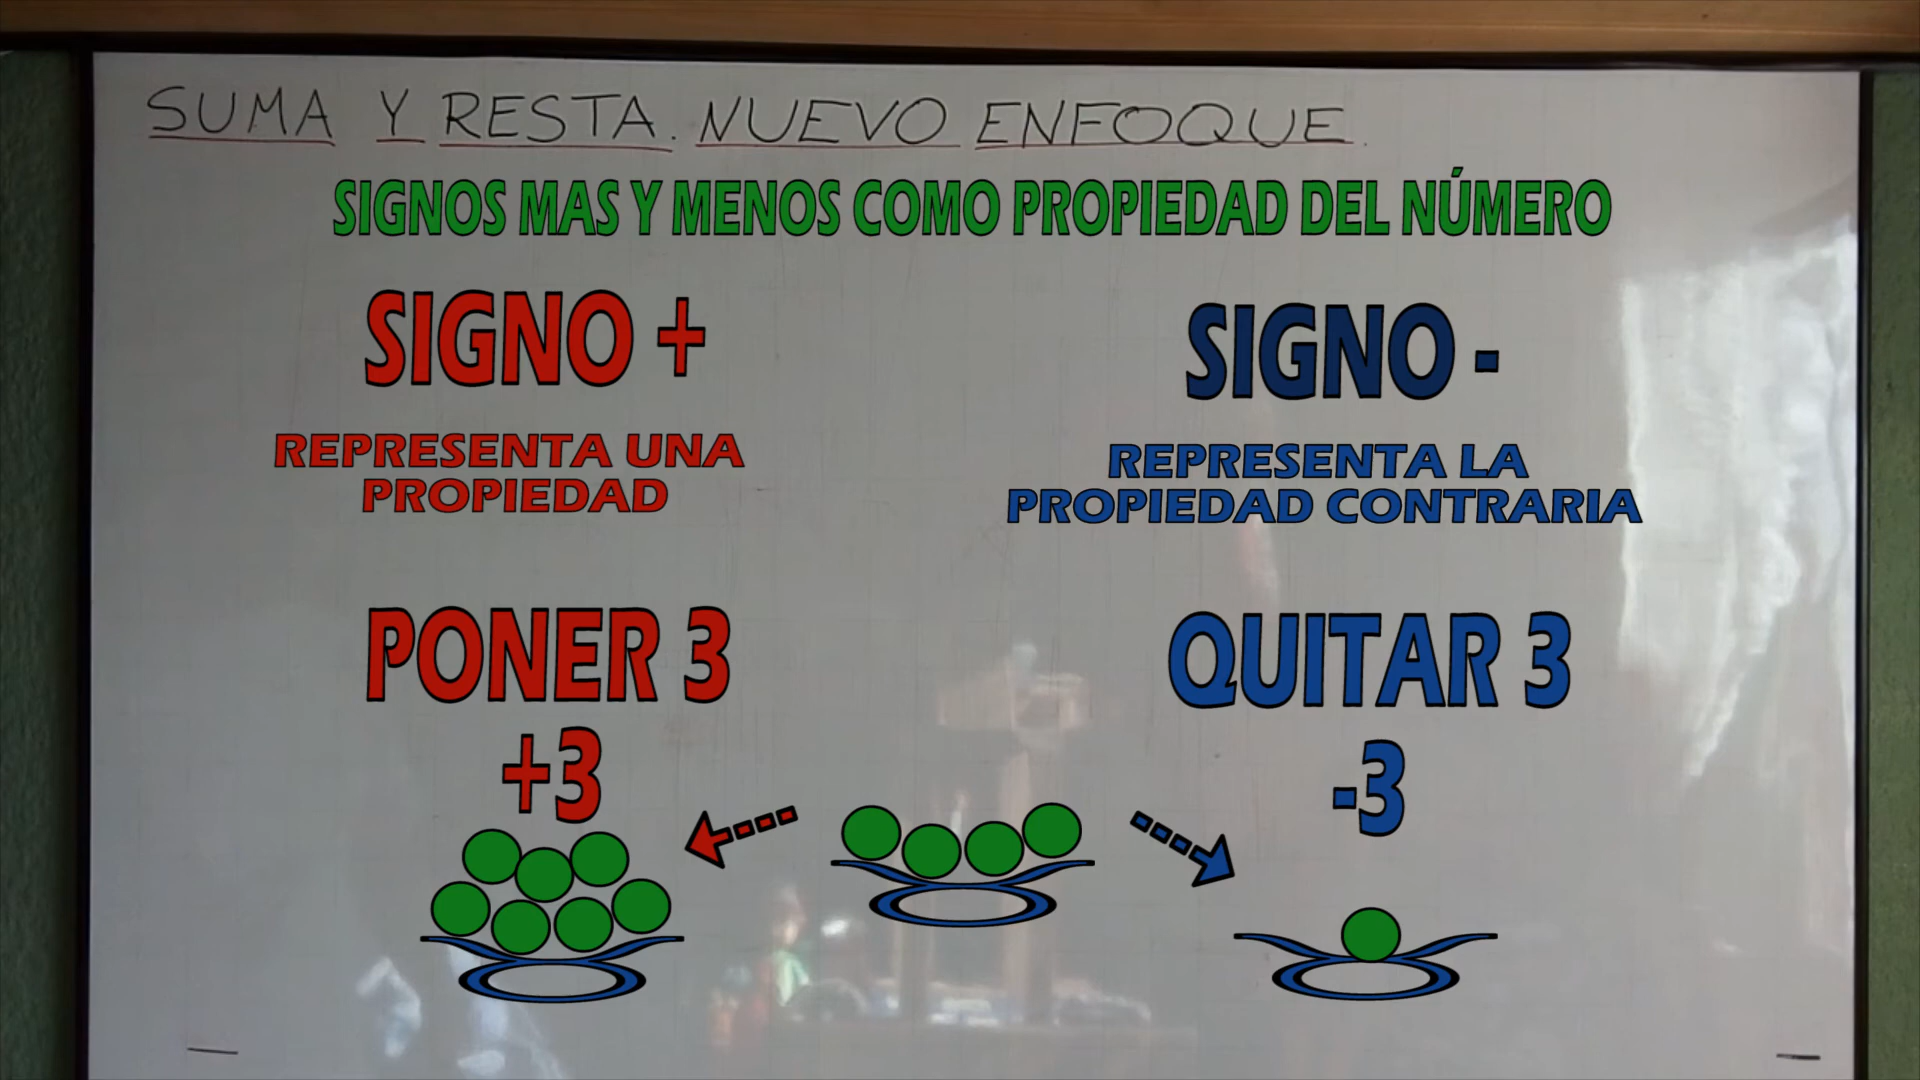 SUMA Y RESTA. NUEVO ENFOQUE.
SIGNOS MAS Y MENOS COMO PROPIEDAD DEL NÚMERO
SIGNO +
REPRESENTA UNA
PROPIEDAD
PONER 3
+3
SIGNO -
REPRESENTA LA
PROPIEDAD CONTRARIA
QUITAR 3
-3